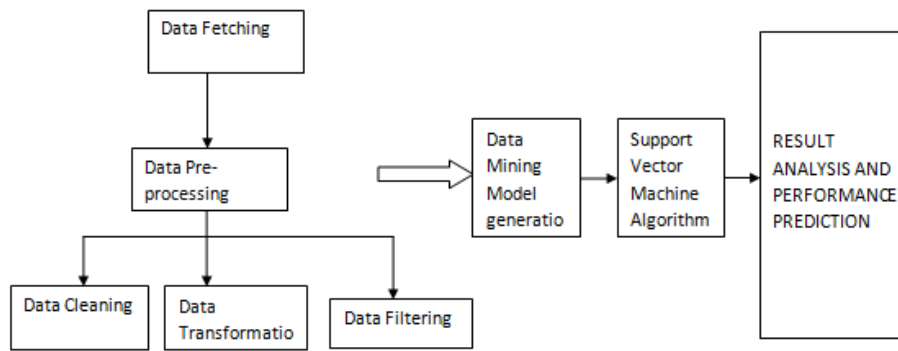 Data Fetching
Data Pre-
processing
Data Cleaning
Data
Transformatio
Data Filtering
Data
Mining
Model
generatio
Support
Vector
Machine
Algorithm
RESULT
ANALYSIS AND
PERFORMANCE
PREDICTION